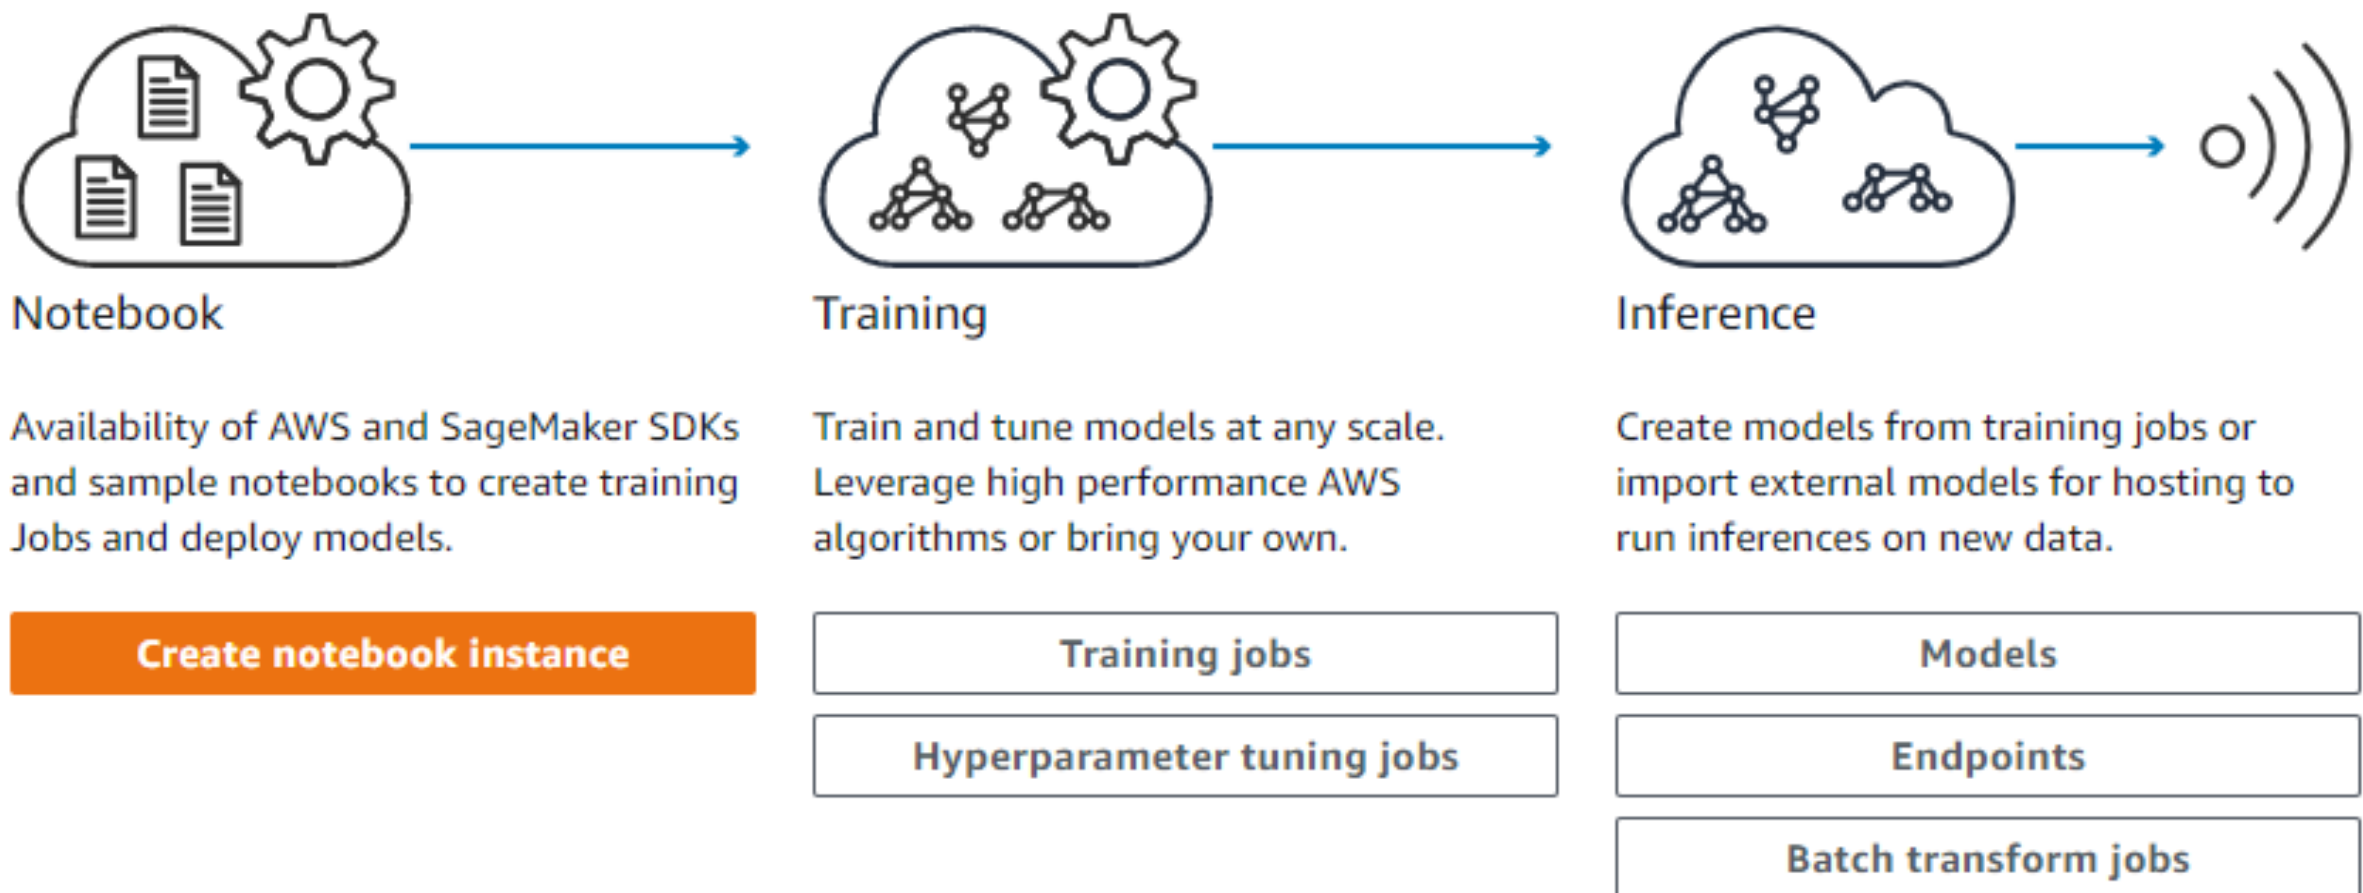 Notebook
Availability of AWS and SageMaker SDKs
and sample notebooks to create training
Jobs and deploy models.
Create notebook instance
Training
Train and tune models at any scale.
Leverage high performance AWS
algorithms or bring your own.
Training jobs
Hyperparameter tuning jobs
Inference
Create models from training jobs or
import external models for hosting to
run inferences on new data.
Models
Endpoints
Batch transform jobs